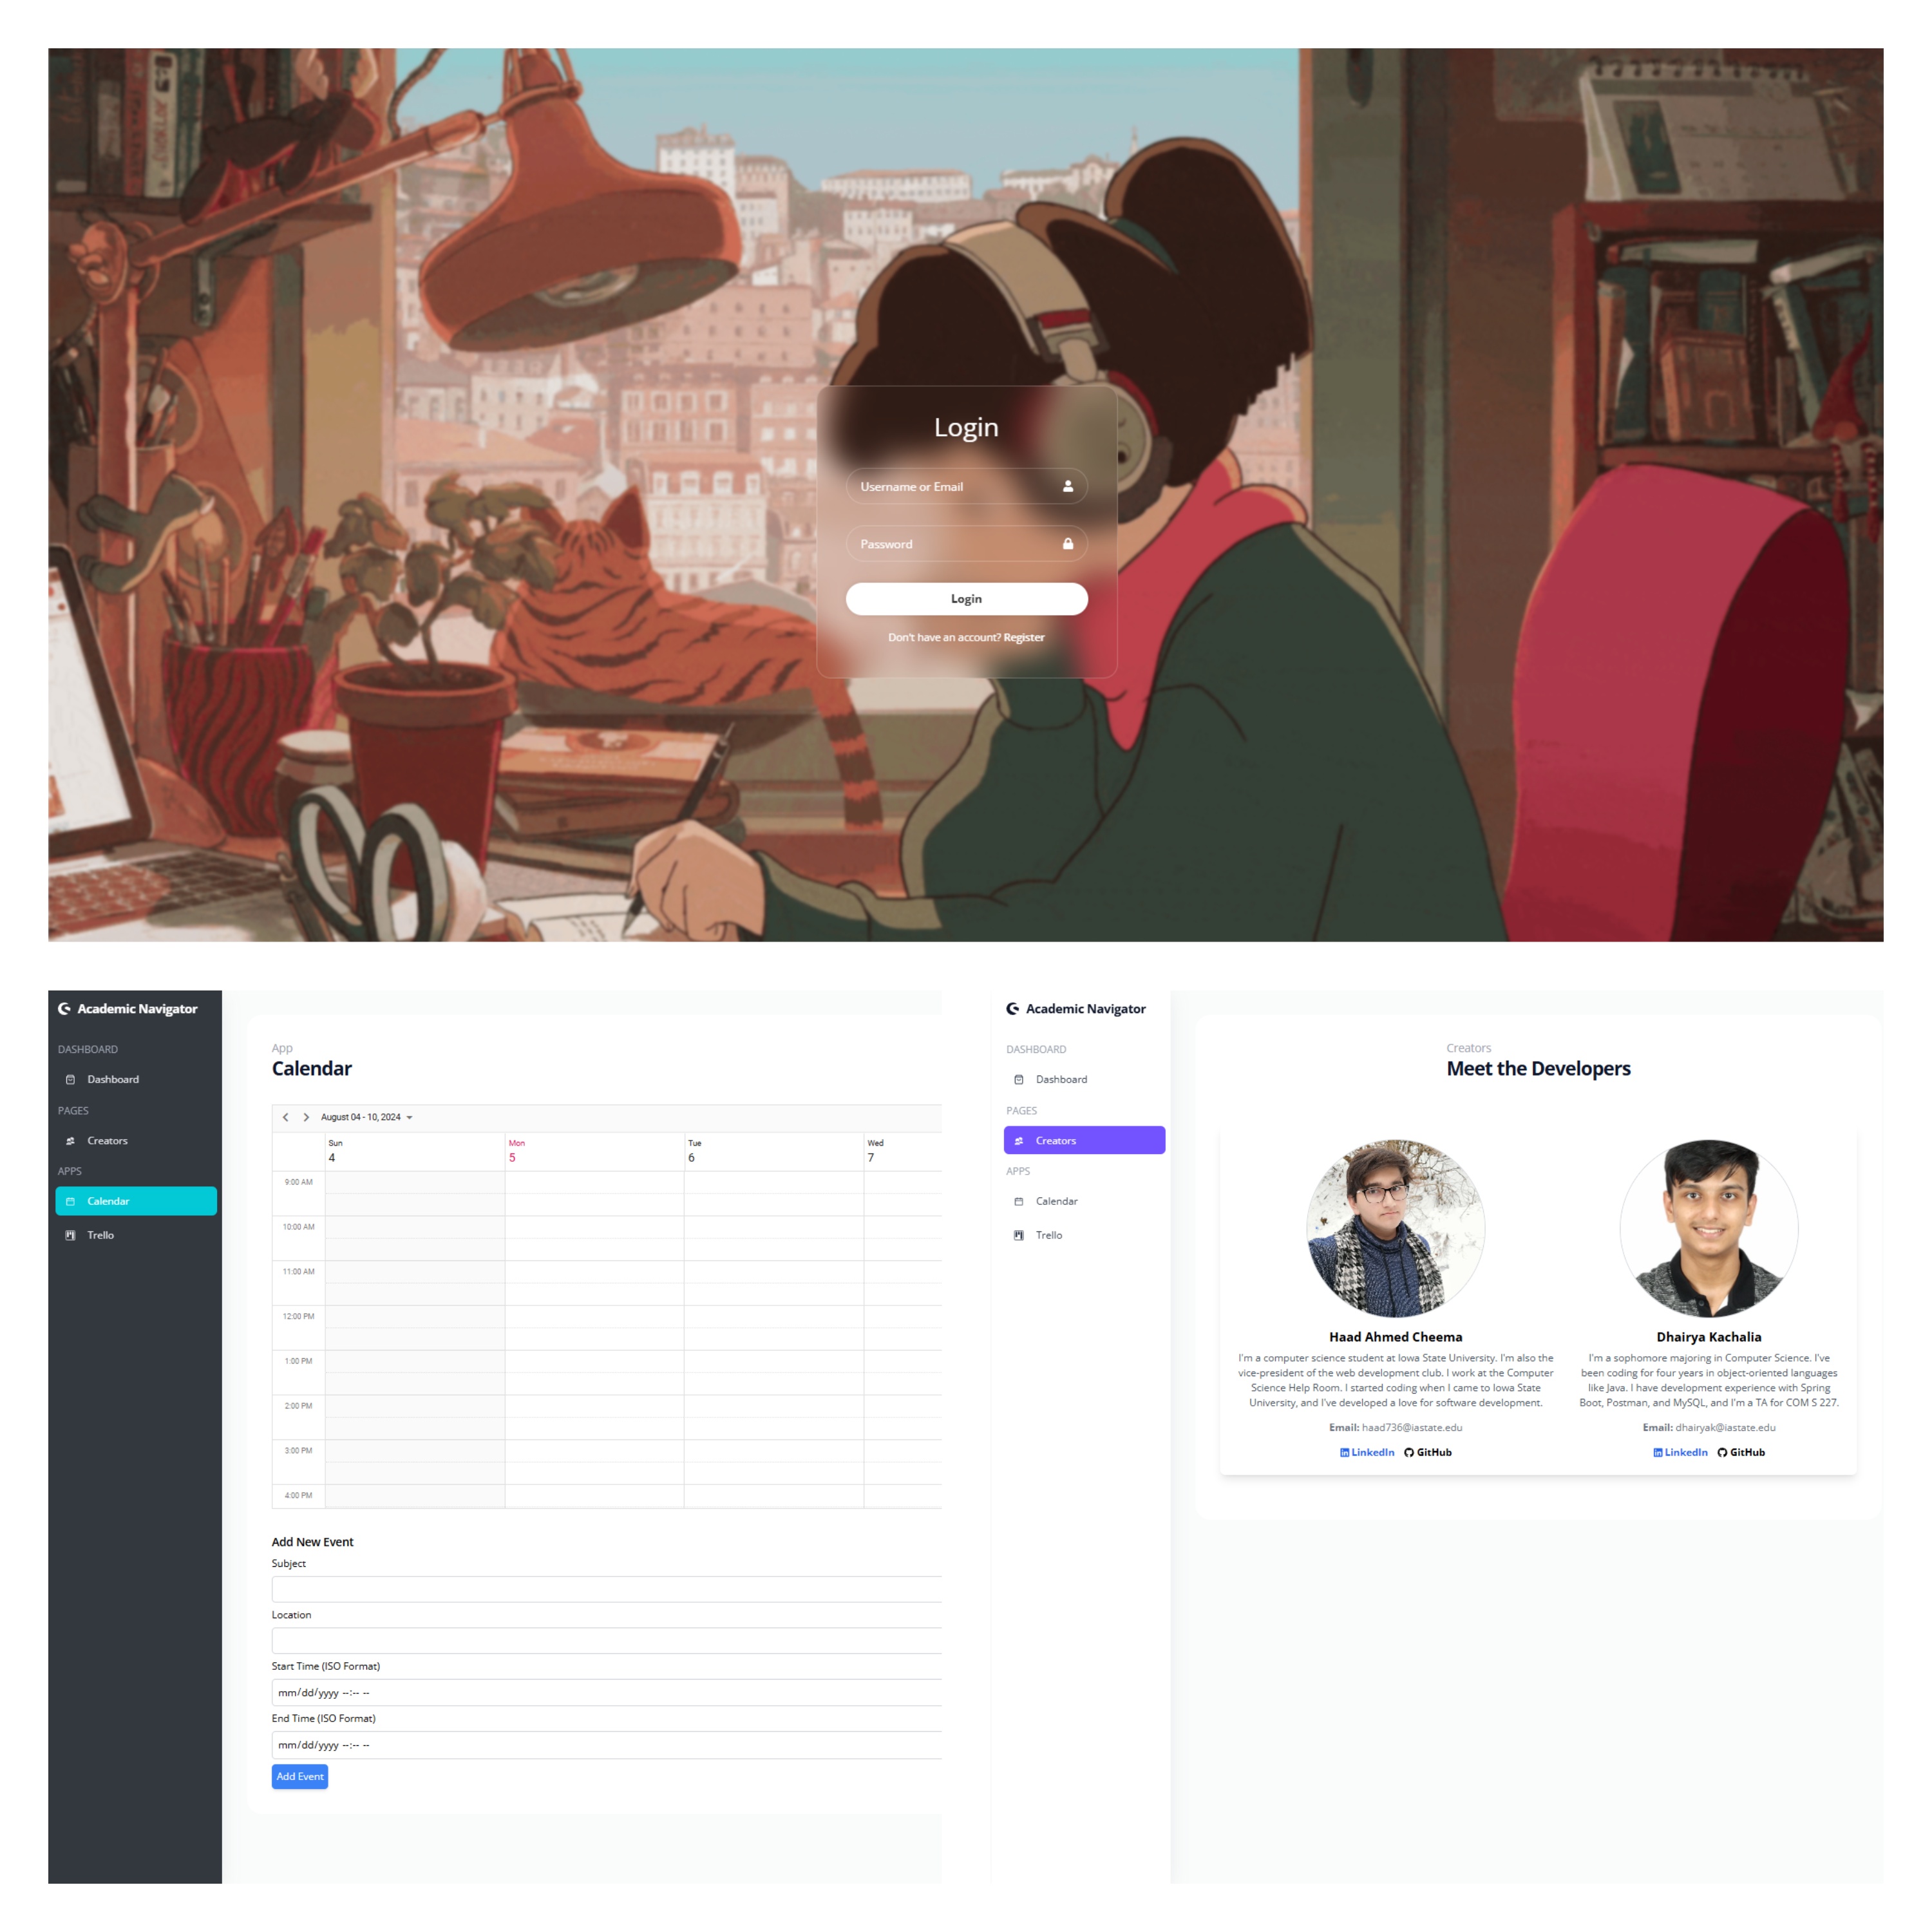 Login
Username or Email
Password
Login
Don't have an account? Register
Academic Navigator
DASHBOARD
Dashboard
PAGES
Creators
APPS
Calendar
Trello
App
Calendar
August 04 - 10, 2024
Sun Mon Tue Wed
4 5 6 7
9:00 AM
10:00 AM
11:00 AM
12:00 PM
1:00 PM
2:00 PM
3:00 PM
4:00 PM
Add New Event
Subject
Location
Start Time (ISO Format)
mm/dd/yyyy --:-- --
End Time (ISO Format)
mm/dd/yyyy --:-- --
Add Event
Academic Navigator
DASHBOARD
Dashboard
PAGES
Creators
APPS
Calendar
Trello
Creators
Meet the Developers
Haad Ahmed Cheema
I'm a computer science student at Iowa State University. I'm also the
vice-president of the web development club. I work at the Computer
Science Help Room. I started coding when I came to Iowa State
University, and I've developed a love for software development.
Email: haad736@iastate.edu
LinkedIn GitHub
Dhairya Kachalia
I'm a sophomore majoring in Computer Science. I've
been coding for four years in object-oriented languages
like Java. I have development experience with Spring
Boot, Postman, and MySQL, and I'm a TA for COM S 227.
Email: dhairyak@iastate.edu
LinkedIn GitHub